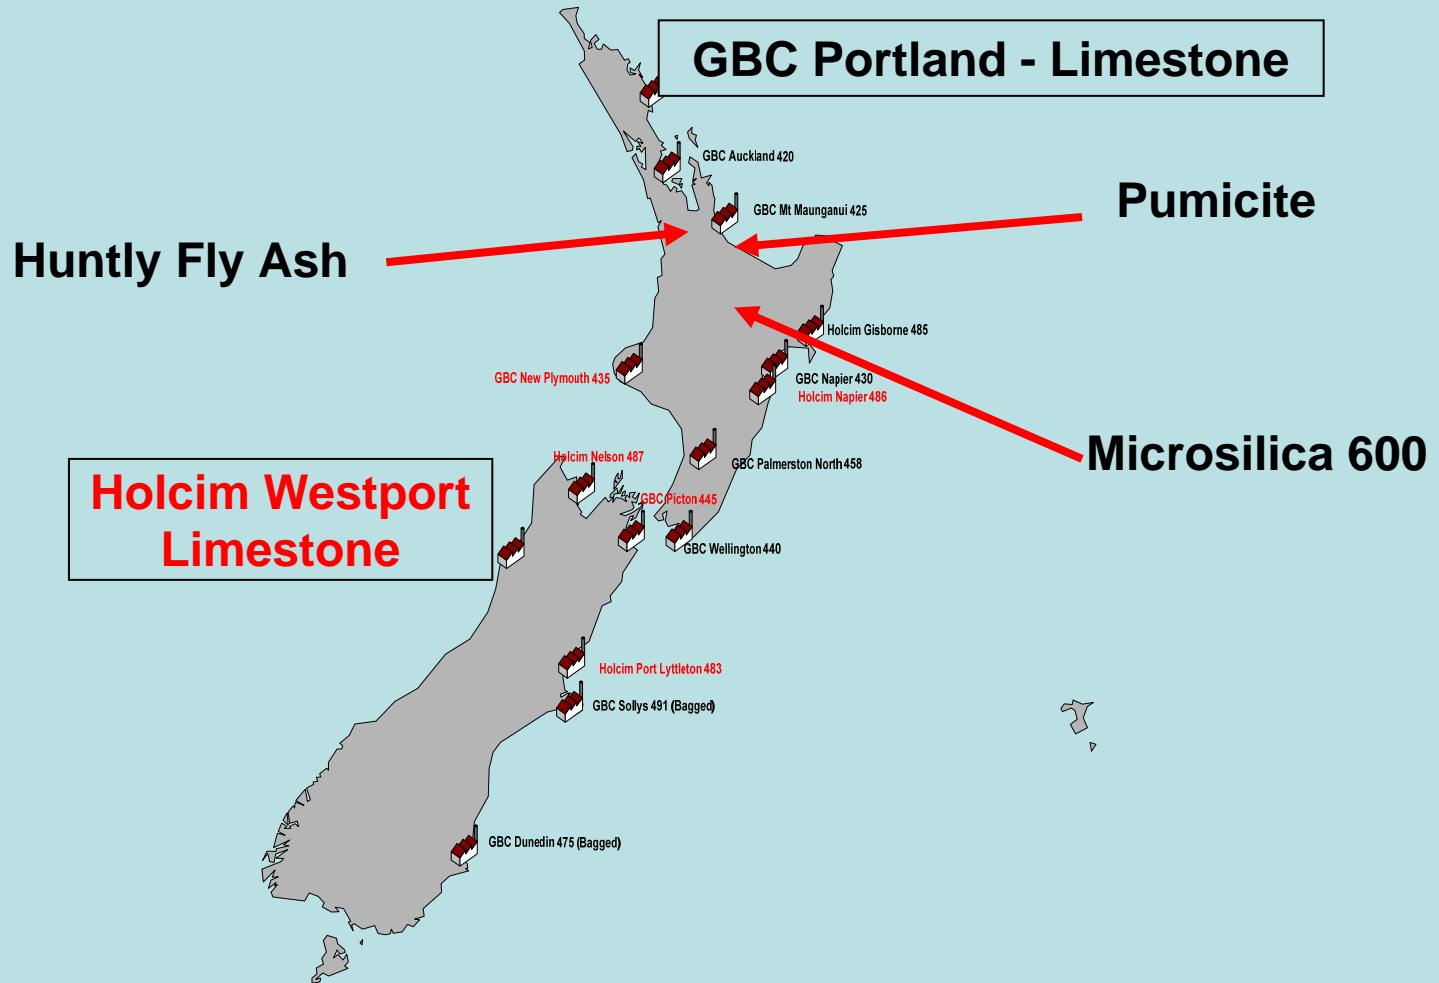 GBC Portland - Limestone
GBC Auckland 420
Pumicite
GBC Mt Maunganui 425
Huntly Fly Ash
Holcim Gisborne 485
GBC New Plymouth 435
GBC Napier 430
Holcim Napier 486
Microsilica 600
Holcim Nelson 487
GBC Palmerston North 458
Holcim Westport
Limestone
GBC Picton 445
GBC Wellington 440
Holcim Port Lyttleton 483
GBC Sollys 491 (Bagged)
GBC Dunedin 475 (Bagged)